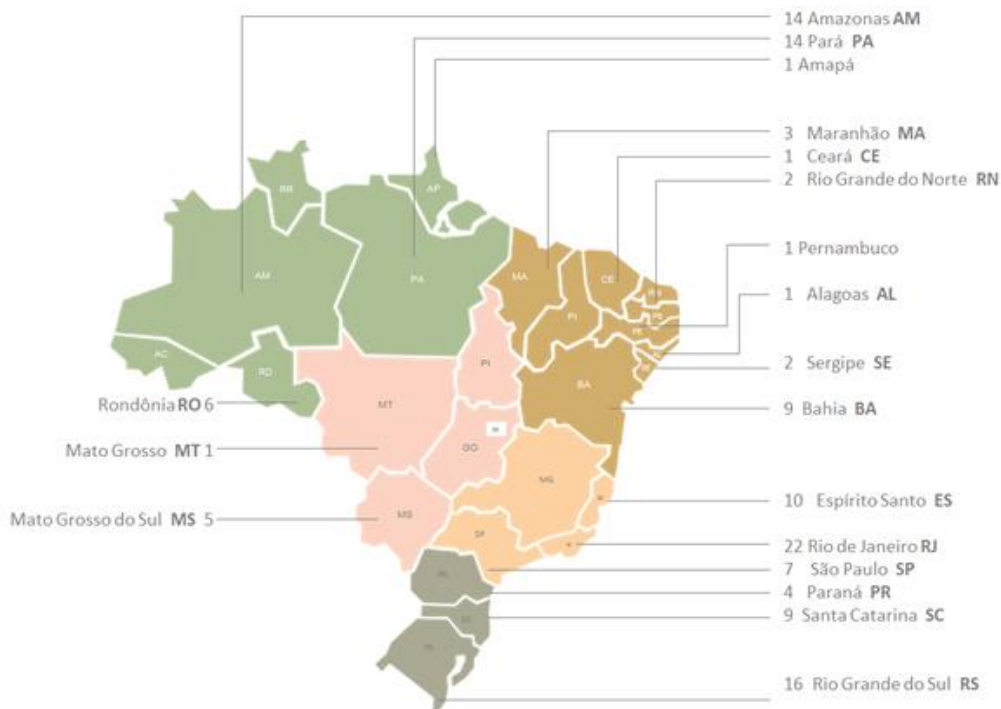 14 Amazonas AM
14 Pará PA
1 Amapá
3 Maranhão MA
1 Ceará CE
2 Rio Grande do Norte RN
1 Pernambuco
1 Alagoas AL
2 Sergipe SE
9 Bahia BA
10 Espírito Santo ES
22 Rio de Janeiro RJ
7 São Paulo SP
4 Paraná PR
9 Santa Catarina SC
16 Rio Grande do Sul RS
Rondônia RO 6
Mato Grosso MT 1
Mato Grosso do Sul MS 5
RR
AP
AM
PA
MA
CE
PI
PB
PE
AC
RO
PI
BA
MT
GO
MG
MS
SP